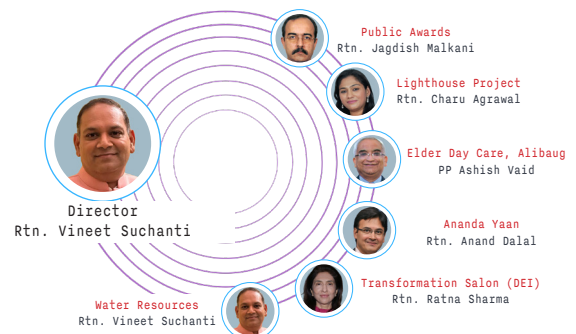 Public Awards
Rtn. Jagdish Malkani
Lighthouse Project
Rtn. Charu Agrawal
Elder Day Care, Alibaug
PP Ashish Vaid
Director
Rtn. Vineet Suchanti
Ananda Yaan
Rtn. Anand Dalal
Transformation Salon (DEI)
Rtn. Ratna Sharma
Water Resources
Rtn. Vineet Suchanti